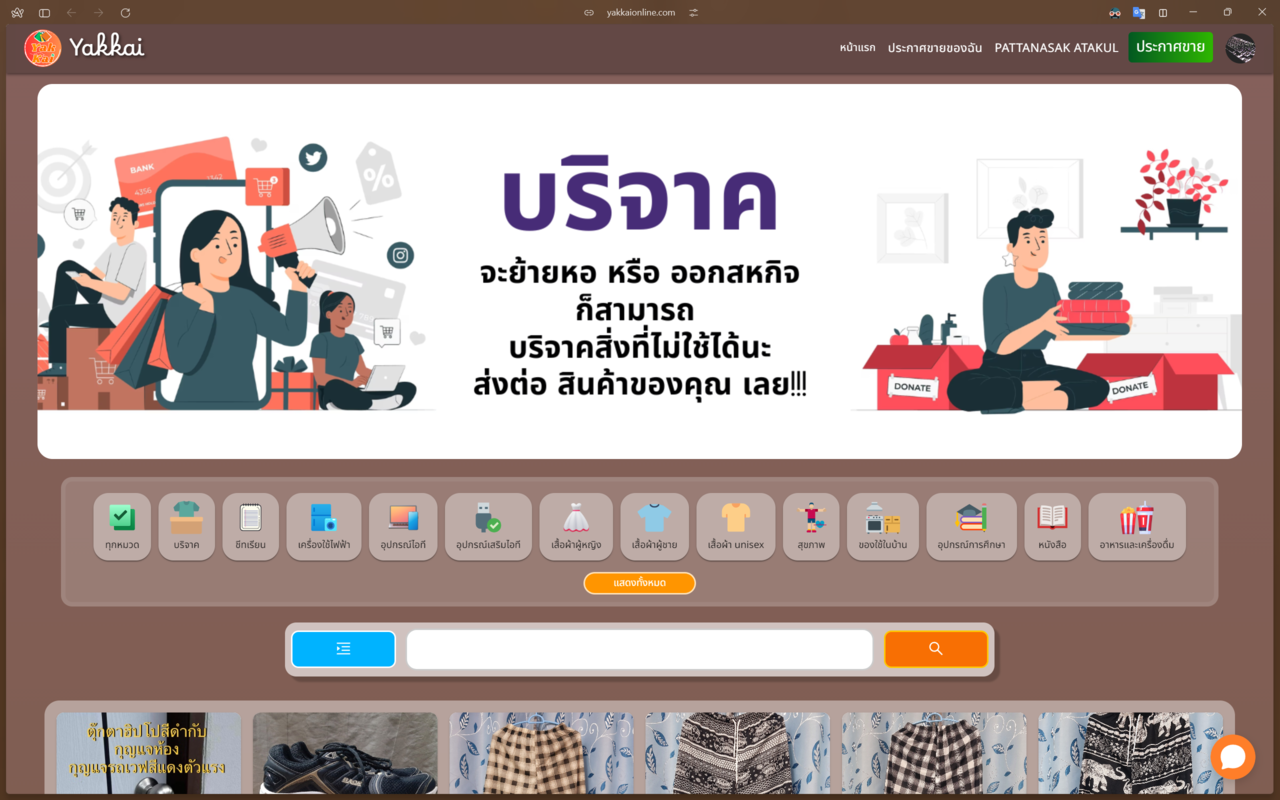 yakkaionline.com
Yak
Kai
Yakkai
หน้าแรก
ประกาศขายของฉัน
PATTANASAK ATAKUL
ประกาศขาย
BANK
4356
1567
%
บริจาค
จะย้ายหอ หรือ ออกสหกิจ
ก็สามารถ
บริจาคสิ่งที่ไม่ใช้ได้นะ
ส่งต่อ สินค้าของคุณ เลย!!!
DONATE
DONATE
ทุกหมวด
บริจาค
ชีทเรียน
เครื่องใช้ไฟฟ้า
อุปกรณ์ไอที
อุปกรณ์เสริมไอที
เสื้อผ้าผู้หญิง
เสื้อผ้าผู้ชาย
เสื้อผ้า unisex
สุขภาพ
ของใช้ในบ้าน
อุปกรณ์การศึกษา
หนังสือ
อาหารและเครื่องดื่ม
แสดงทั้งหมด
ตุ๊กตาฮิปโปสีดำกับ
กุญแจห้อง
กุญแจรถเวฟสีแดงตัวแรง